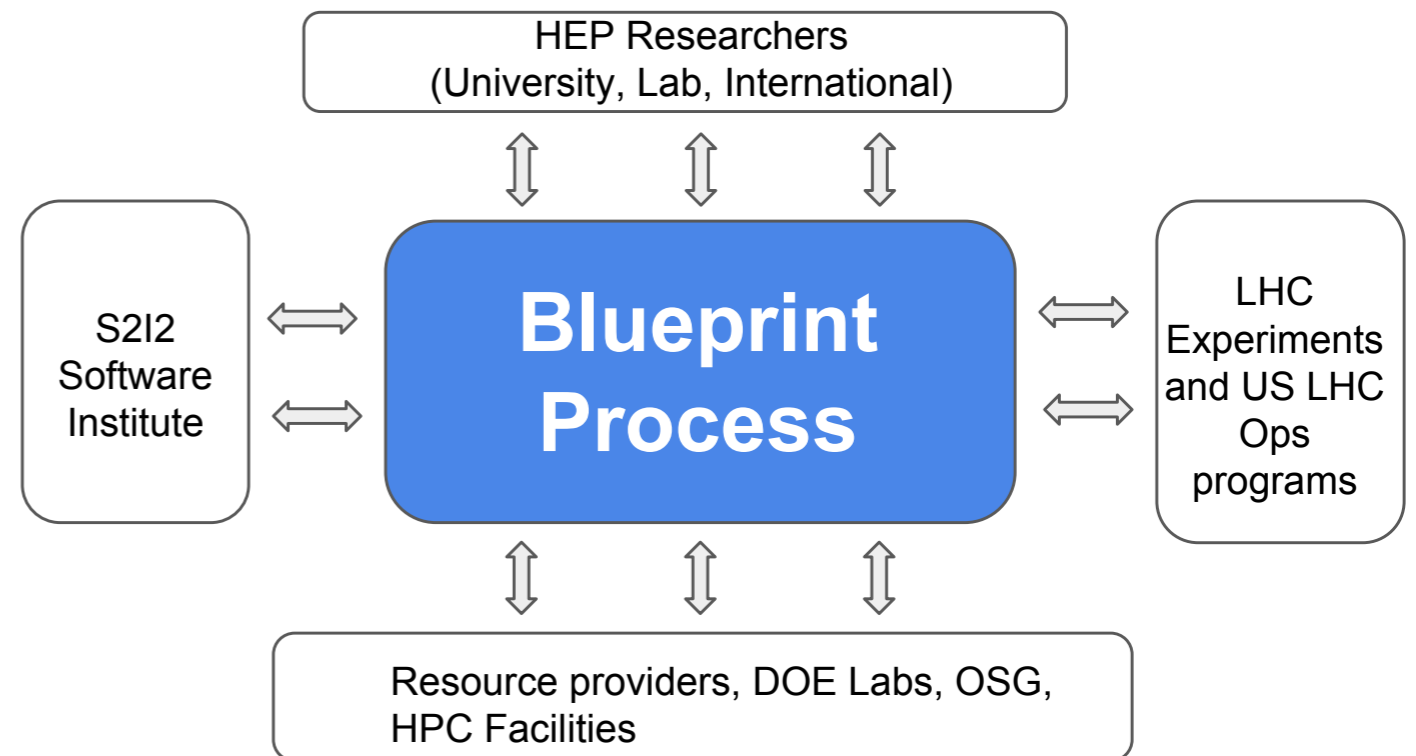 HEP Researchers
(University, Lab, International)
S2I2
Software
Institute
Blueprint
Process
LHC
Experiments
and US LHC
Ops
programs
Resource providers, DOE Labs, OSG,
HPC Facilities